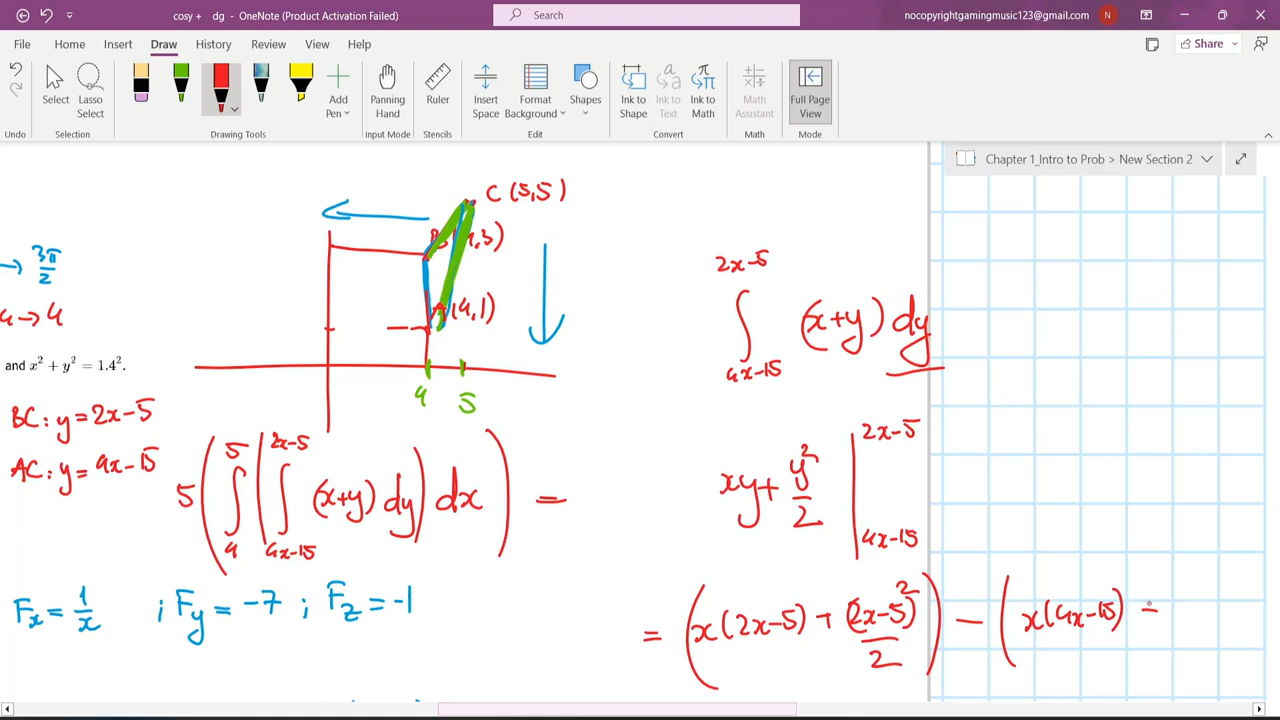 cosy + dg - OneNote (Product Activation Failed)
Search
nocopyrightgamingmusic123@gmail.com
N
File Home Insert Draw History Review View Help
Share
Undo
Select
Lasso Select
Selection
Drawing Tools
Add Pen
Panning Hand
Input Mode
Ruler
Stencils
Insert Space
Format Background
Shapes
Edit
Ink to Shape
Ink to Text
Ink to Math
Convert
Math Assistant
Math
Full Page View
Mode
Chapter 1_Intro to Prob > New Section 2
C (5,5)
B(4,3)
A(4,1)
4 5
→ 3π/2
4 → 4
and x² + y² = 1.4².
BC: y = 2x-5
AC: y = 4x-15
5(∫_4^5 (∫_{4x-15}^{2x-5} (x+y) dy) dx) =
Fx = 1/x ; Fy = -7 ; Fz = -1
∫_{4x-15}^{2x-5} (x+y) dy
xy + y²/2 |_{4x-15}^{2x-5}
= (x(2x-5) + (2x-5)²/2) - (x(4x-15) -